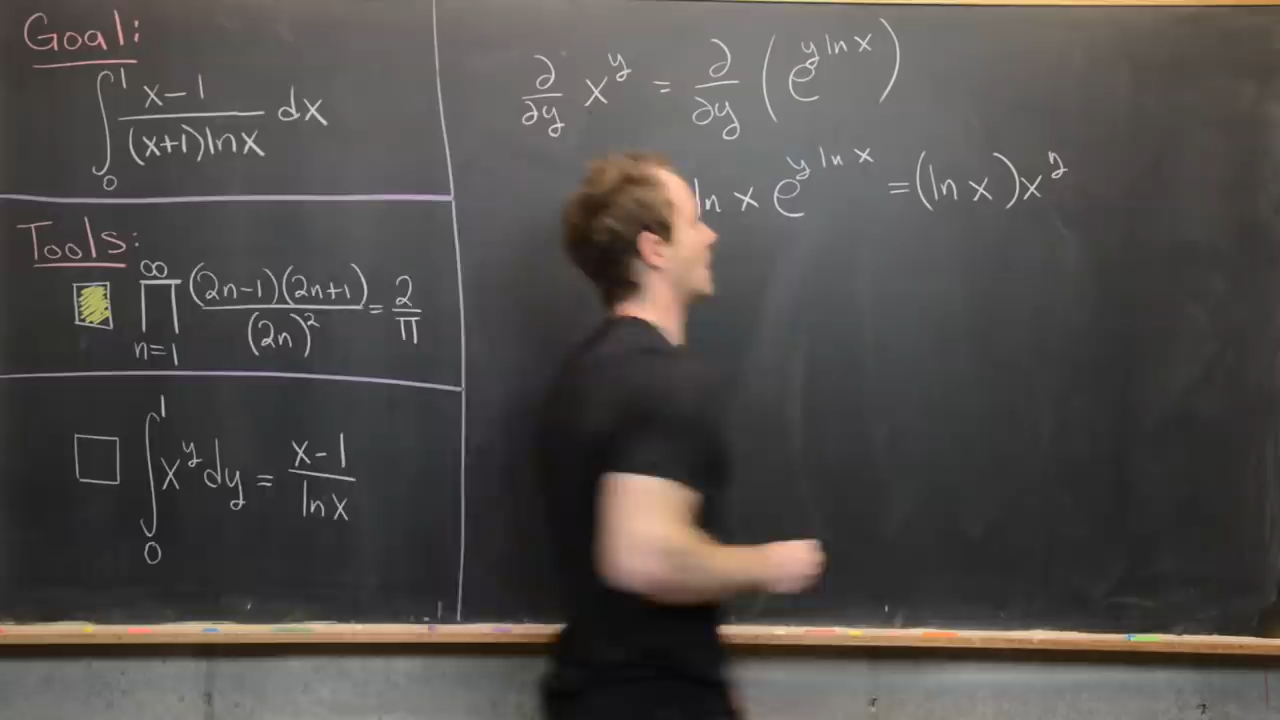 Goal:
∫₀¹ (x-1)/((x+1)ln x) dx
Tools:
∏_{n=1}^{∞} ((2n-1)(2n+1))/(2n)² = 2/π
∫₀¹ x^y dy = (x-1)/(ln x)
∂/∂y x^y = ∂/∂y (e^{y ln x})
ln x e^{y ln x} = (ln x)x^y